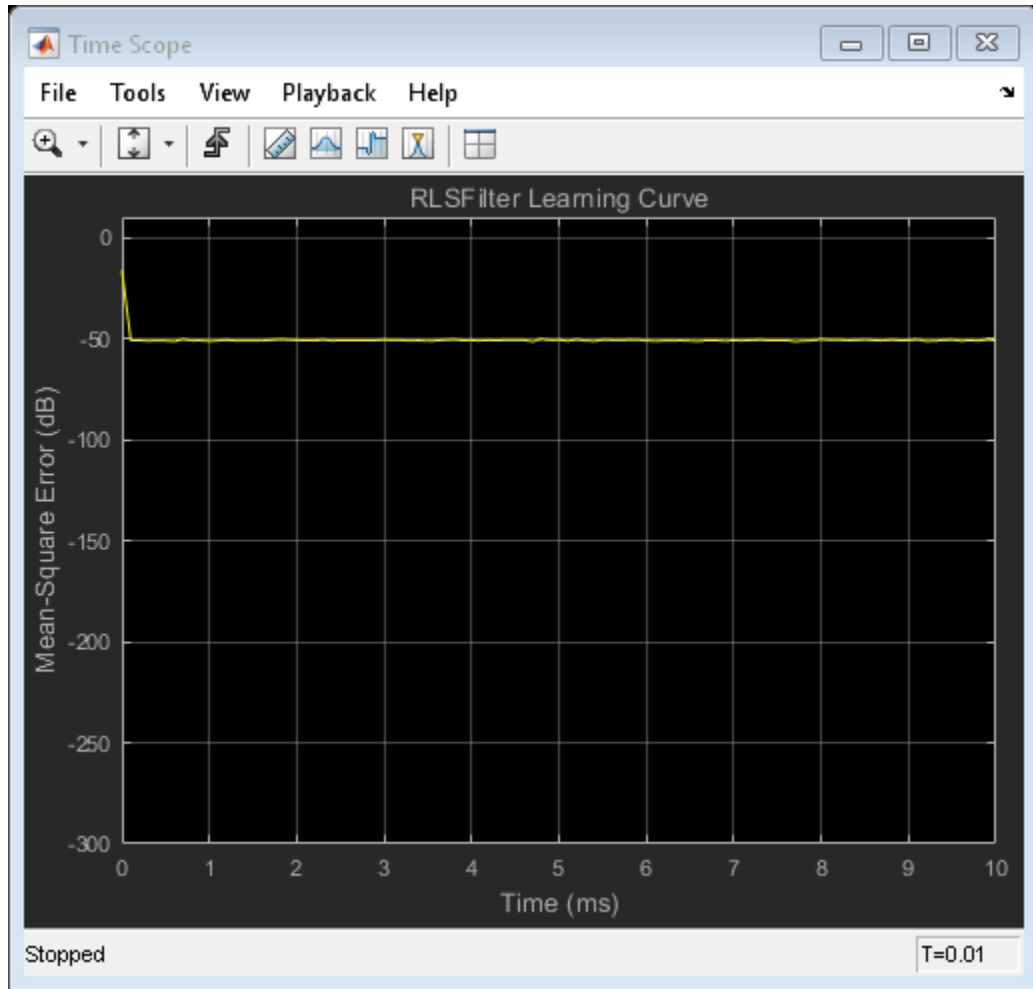 Time Scope
File Tools View Playback Help
RLSFilter Learning Curve
Mean-Square Error (dB)
0
-50
-100
-150
-200
-250
-300
0 1 2 3 4 5 6 7 8 9 10
Time (ms)
Stopped T=0.01